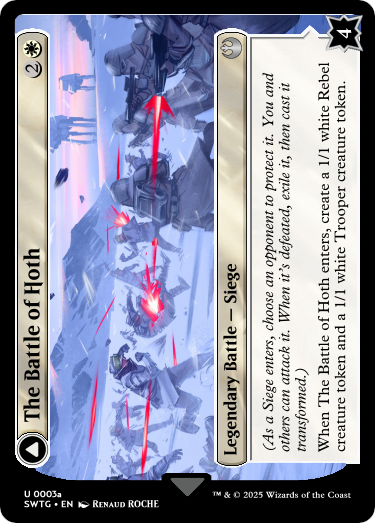 The Battle of Hoth
2
Legendary Battle — Siege
(As a Siege enters, choose an opponent to protect it. You and
others can attack it. When it's defeated, exile it, then cast it
transformed.)
When The Battle of Hoth enters, create a 1/1 white Rebel
creature token and a 1/1 white Trooper creature token.
4
U 0003a
SWTG • EN Renaud ROCHE
™ & © 2025 Wizards of the Coast